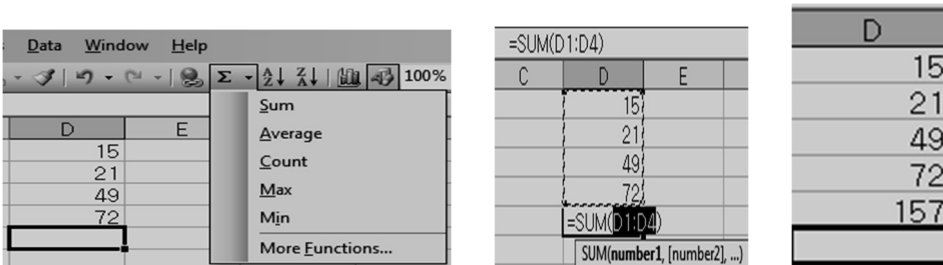 Data Window Help
Σ A Z↓ Z A↓ 100%
D E
15
21
49
72
Sum
Average
Count
Max
Min
More Functions...
=SUM(D1:D4)
C D E
15
21
49
72
=SUM(D1:D4)
SUM(number1, [number2], ...)
D
15
21
49
72
157